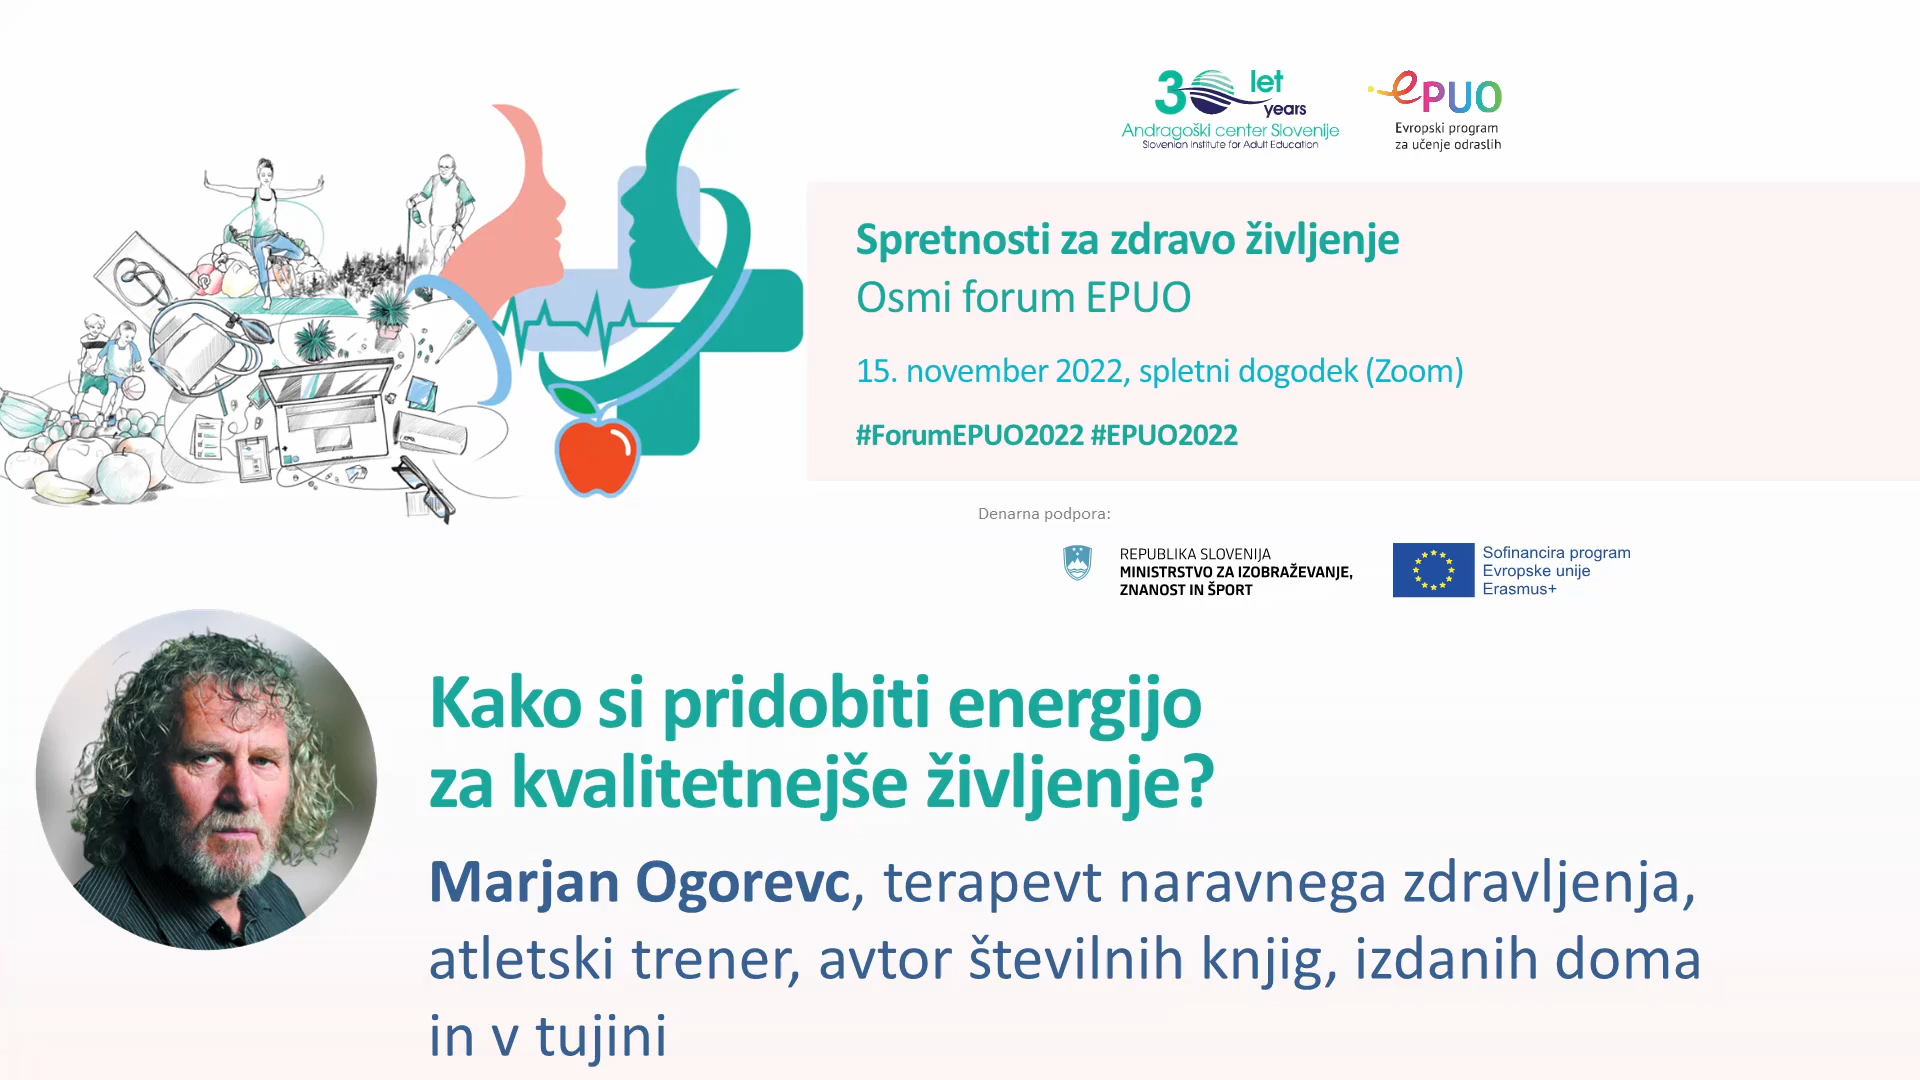 30 let
years
Andragoški center Slovenije
Slovenian Institute for Adult Education
ePUO
Evropski program
za učenje odraslih
Spretnosti za zdravo življenje
Osmi forum EPUO
15. november 2022, spletni dogodek (Zoom)
#ForumEPUO2022 #EPUO2022
Denarna podpora:
REPUBLIKA SLOVENIJA
MINISTRSTVO ZA IZOBRAŽEVANJE,
ZNANOST IN ŠPORT
Sofinancira program
Evropske unije
Erasmus+
Kako si pridobiti energijo
za kvalitetnejše življenje?
Marjan Ogorevc, terapevt naravnega zdravljenja,
atletski trener, avtor številnih knjig, izdanih doma
in v tujini